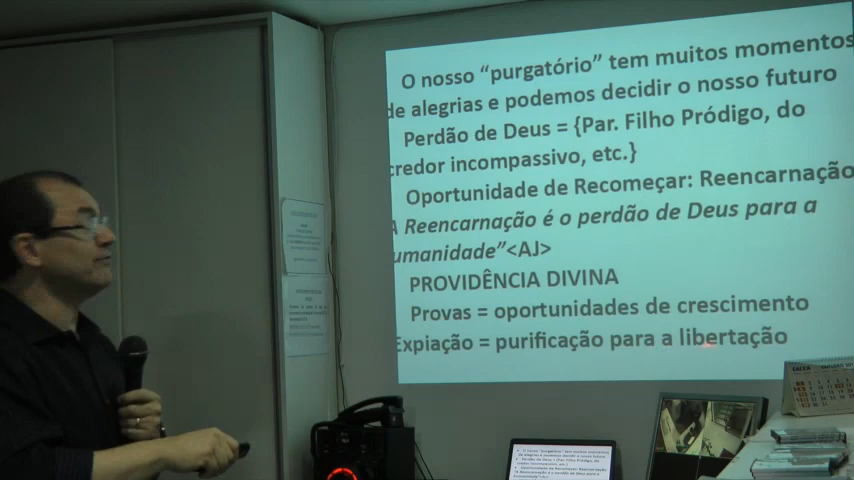 O nosso “purgatório” tem muitos momentos
de alegrias e podemos decidir o nosso futuro
Perdão de Deus = {Par. Filho Pródigo, do
credor incompassivo, etc.}
Oportunidade de Recomeçar: Reencarnação
A Reencarnação é o perdão de Deus para a
umanidade”<AJ>
PROVIDÊNCIA DIVINA
Provas = oportunidades de crescimento
Expiação = purificação para a libertação
CAIXA